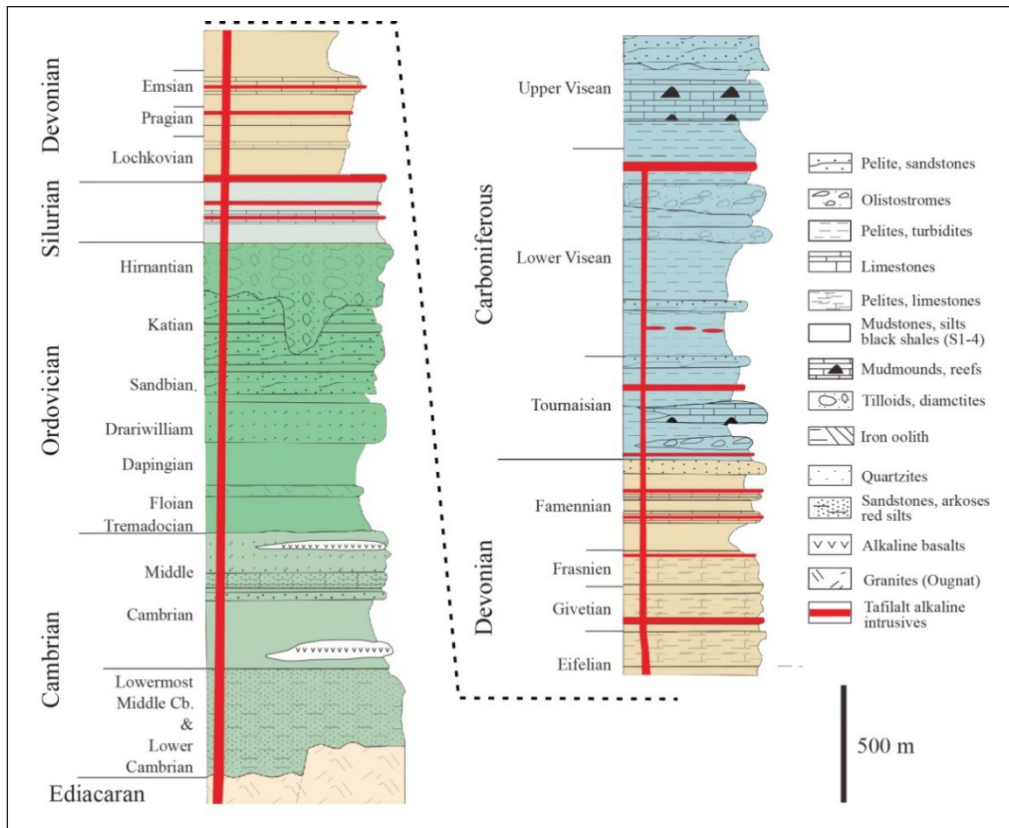 Devonian
Emsian
Pragian
Lochkovian
Silurian
Ordovician
Hirnantian
Katian
Sandbian.
Drariwilliam
Dapingian
Floian
Tremadocian
Cambrian
Middle
Cambrian
Lowermost
Middle Cb.
&
Lower
Cambrian
Ediacaran
Carboniferous
Upper Visean
Lower Visean
Tournaisian
Devonian
Famennian
Frasnien
Givetian
Eifelian
Pelite, sandstones
Olistostromes
Pelites, turbidites
Limestones
Pelites, limestones
Mudstones, silts
black shales (S1-4)
Mudmounds, reefs
Tilloids, diamctites
Iron oolith
Quartzites
Sandstones, arkoses
red silts
Alkaline basalts
Granites (Ougnat)
Tafilalt alkaline
intrusives
500 m